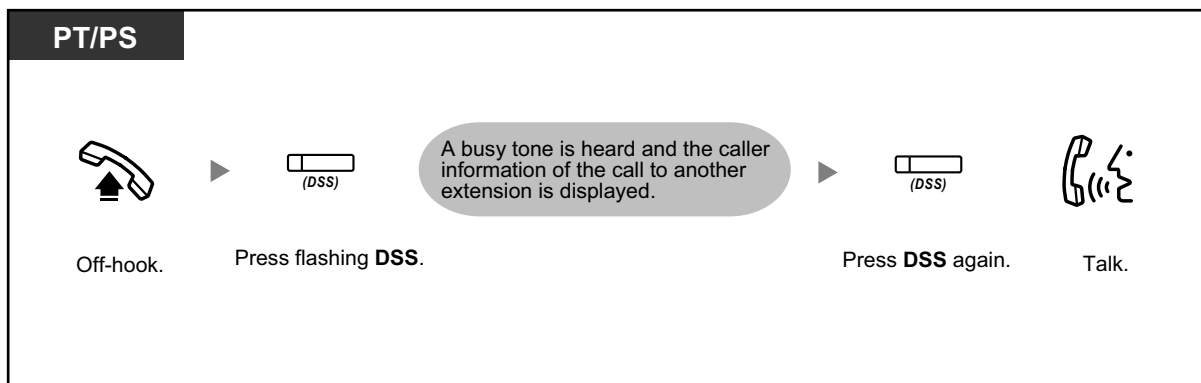 PT/PS
(DSS)
A busy tone is heard and the caller
information of the call to another
extension is displayed.
(DSS)
Off-hook.
Press flashing DSS.
Press DSS again.
Talk.